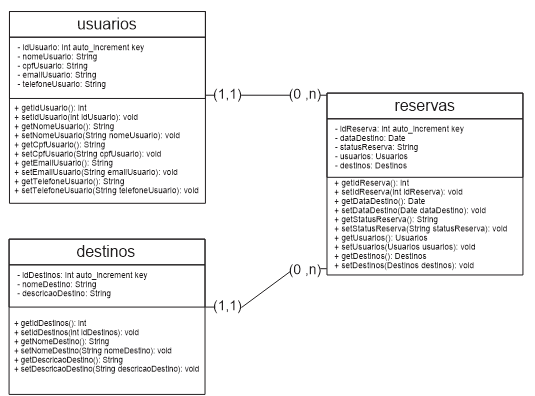 usuarios
- idUsuario: Int auto_increment key
- nomeUsuario: String
- cpfUsuario: String
- emailUsuario: String
- telefoneUsuario: String
+ getIdUsuario(): Int
+ setIdUsuario(Int idUsuario): void
+ getNomeUsuario(): String
+ setNomeUsuario(String nomeUsuario): void
+ getCpfUsuario(): String
+ setCpfUsuario(String cpfUsuario): void
+ getEmailUsuario(): String
+ setEmailUsuario(String emailUsuario): void
+ getTelefoneUsuario(): String
+ setTelefoneUsuario(String telefoneUsuario): void
(1,1)
(0 ,n)
reservas
- idReserva: Int auto_increment key
- dataDestino: Date
- statusReserva: String
- usuarios: Usuarios
- destinos: Destinos
+ getIdReserva(): Int
+ setIdReserva(Int idReserva): void
+ getDataDestino(): Date
+ setDataDestino(Date dataDestino): void
+ getStatusReserva(): String
+ setStatusReserva(String statusReserva): void
+ getUsuarios(): Usuarios
+ setUsuarios(Usuarios usuarios): void
+ getDestinos(): Destinos
+ setDestinos(Destinos destinos): void
destinos
- idDestinos: Int auto_increment key
- nomeDestino: String
- descricaoDestino: String
+ getIdDestinos(): Int
+ setIdDestinos(Int idDestinos): void
+ getNomeDestino(): String
+ setNomeDestino(String nomeDestino): void
+ getDescricaoDestino(): String
+ setDescricaoDestino(String descricaoDestino): void
(1,1)
(0 ,n)